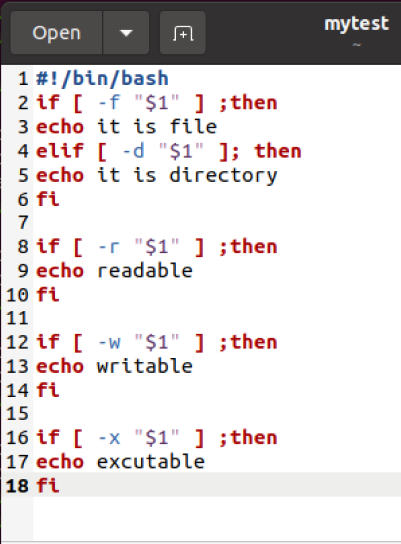 Open
mytest
~
1 #!/bin/bash
2 if [ -f "$1" ] ;then
3 echo it is file
4 elif [ -d "$1" ]; then
5 echo it is directory
6 fi
7
8 if [ -r "$1" ] ;then
9 echo readable
10 fi
11
12 if [ -w "$1" ] ;then
13 echo writable
14 fi
15
16 if [ -x "$1" ] ;then
17 echo excutable
18 fi